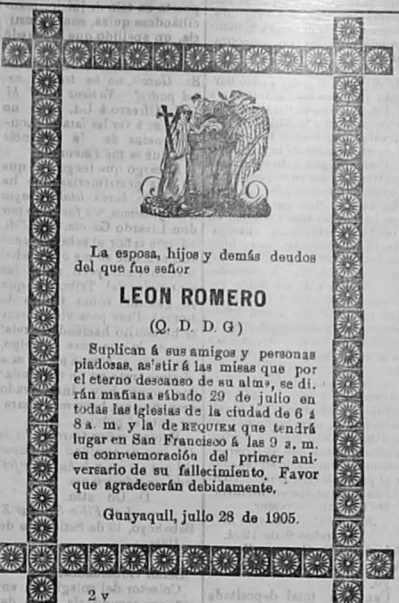 La esposa, hijos y demás deudos
del que fue señor
LEON ROMERO
(Q. D. D. G)
Suplican á sus amigos y personas
piadosas, as'stir á las misas que por
el eterno descanso de su alma, se di.
rán mañana sábado 29 de julio en
todas las Iglesias de la ciudad de 6 á
8 a. m. y la de REQUIEM que tendrá
lugar en San Francisco á las 9 a. m.
en conmemoración del primer ani-
versario de su fallecimiento. Favor
que agradecerán debidamente.
Guayaquil, julio 28 de 1905.
2 v